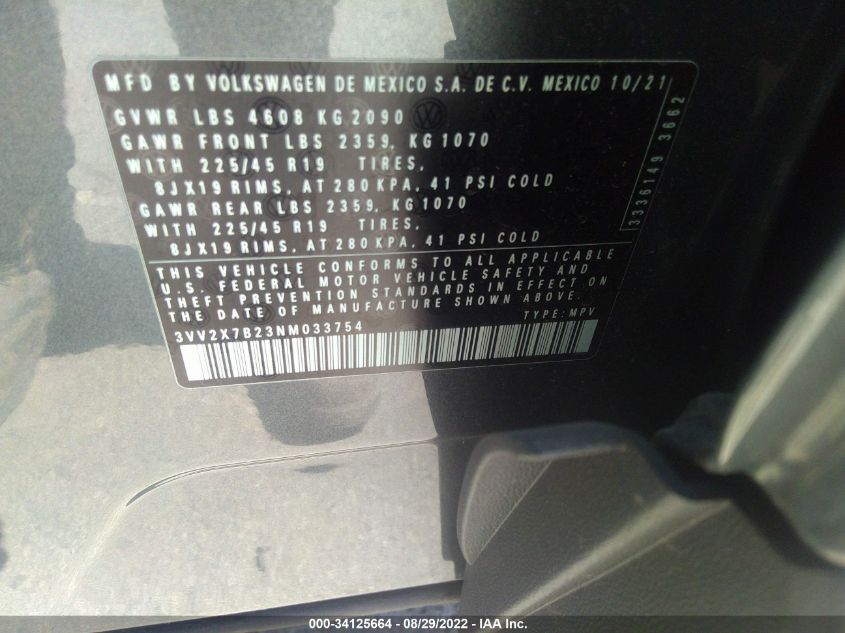 MFD BY VOLKSWAGEN DE MEXICO S.A. DE C.V. MEXICO 10/21
GVWR LBS 4608 KG 2090
GAWR FRONT LBS 2359, KG 1070
WITH 225/45 R19 TIRES,
8JX19 RIMS, AT 280 KPA, 41 PSI COLD
GAWR REAR LBS 2359, KG 1070
WITH 225/45 R19 TIRES,
8JX19 RIMS, AT 280 KPA, 41 PSI COLD
3336149 3662
THIS VEHICLE CONFORMS TO ALL APPLICABLE
U.S. FEDERAL MOTOR VEHICLE SAFETY AND
THEFT PREVENTION STANDARDS IN EFFECT ON
THE DATE OF MANUFACTURE SHOWN ABOVE.
3VV2X7B23NM033754 TYPE: MPV
000-34125664 - 08/29/2022 - IAA Inc.